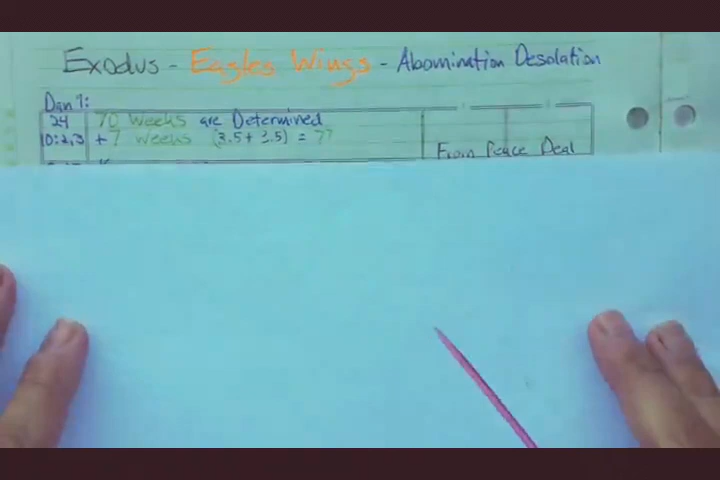 Exodus - Eagles Wings - Abomination Desolation
Dan 9:
24 70 Weeks are Determined
10:2,3 + 7 weeks (3.5+3.5) = 77
From Peace Deal